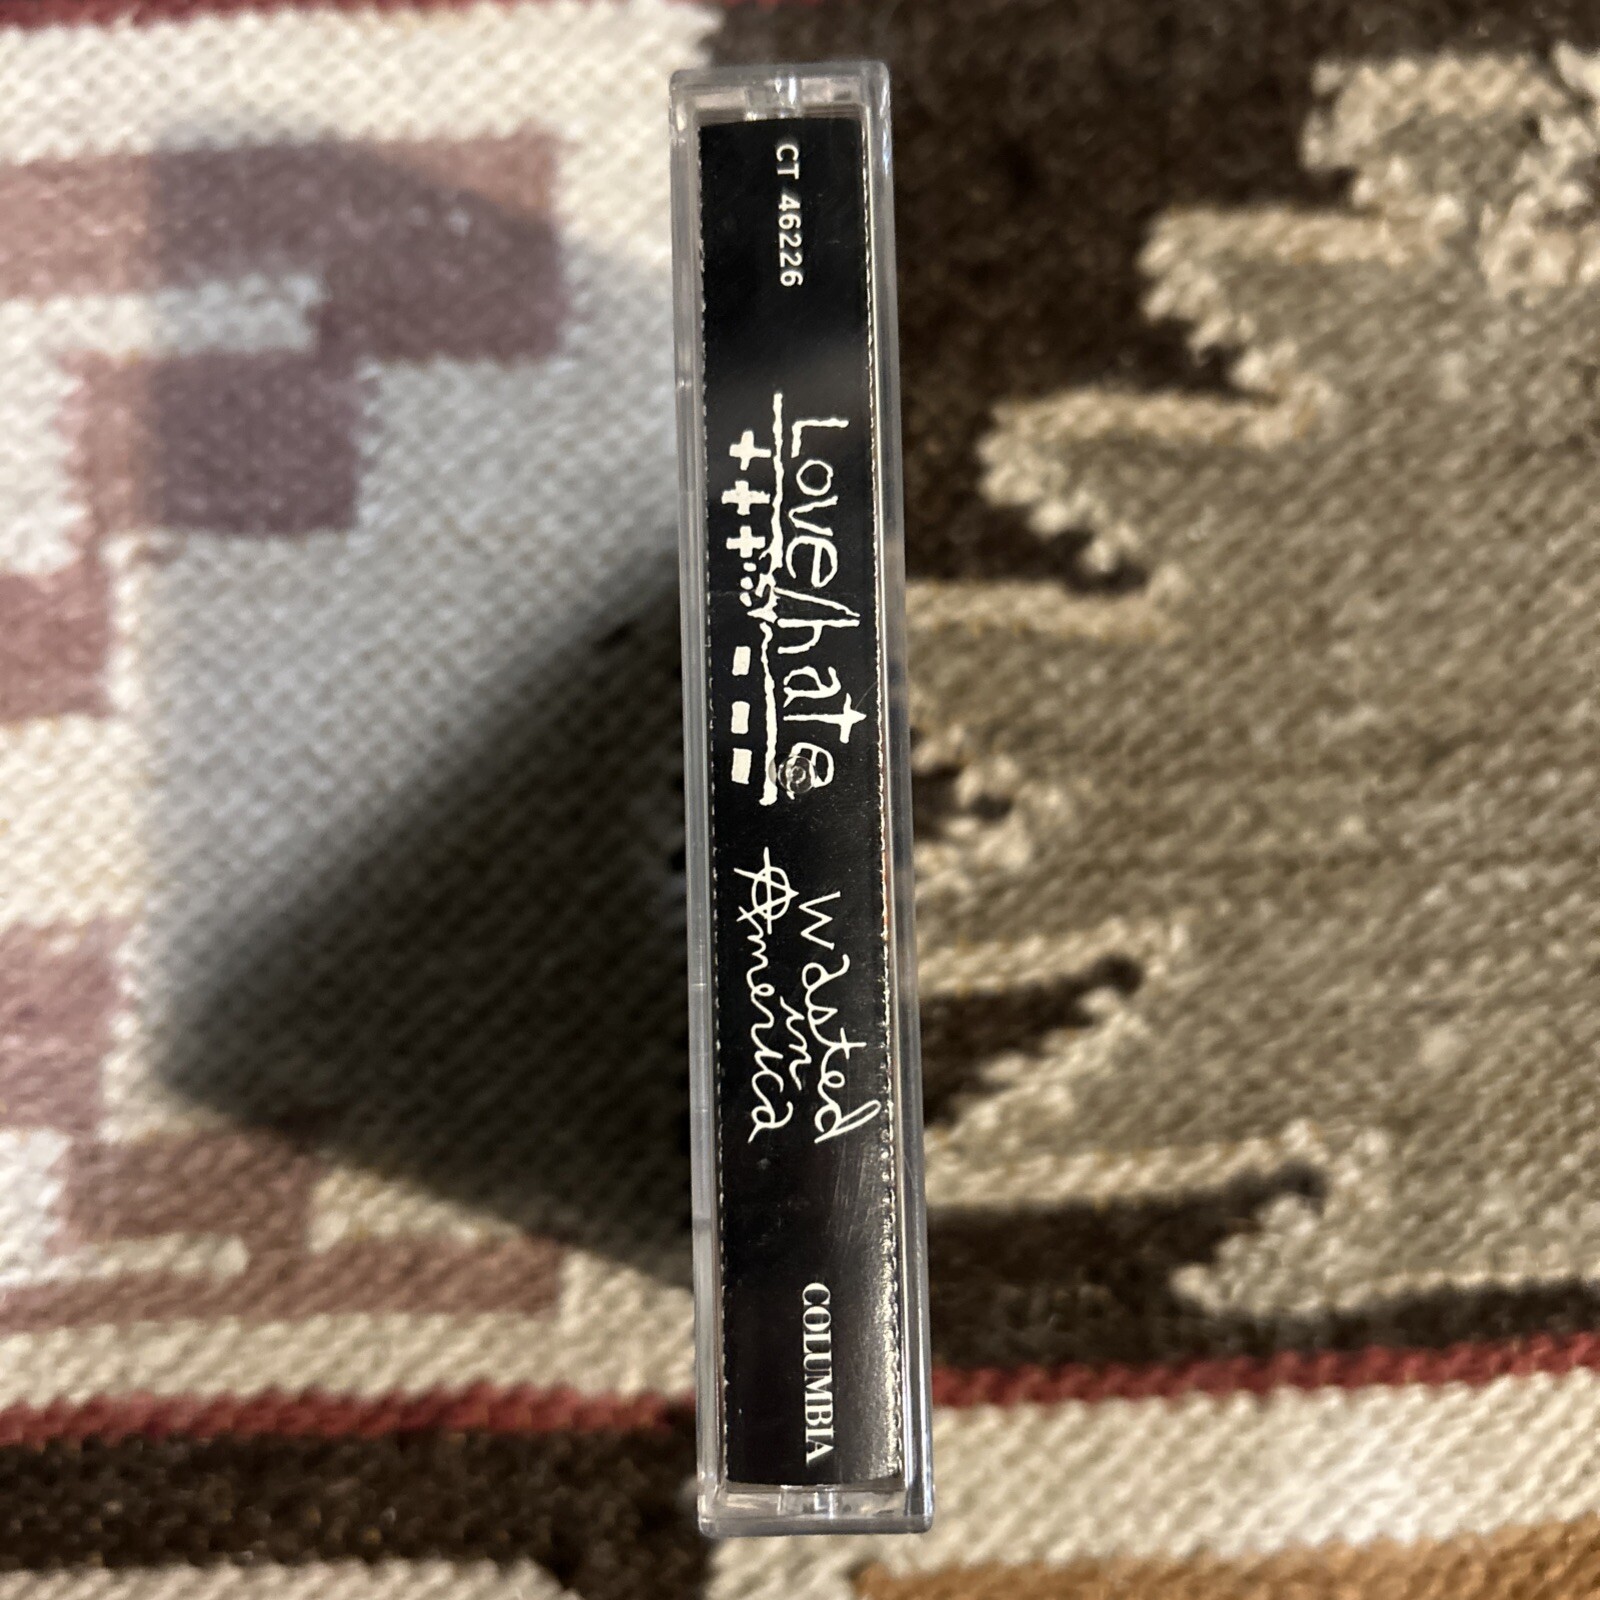 CT 46226
Love/hate
+++ - - -
wasted
in
America
COLUMBIA